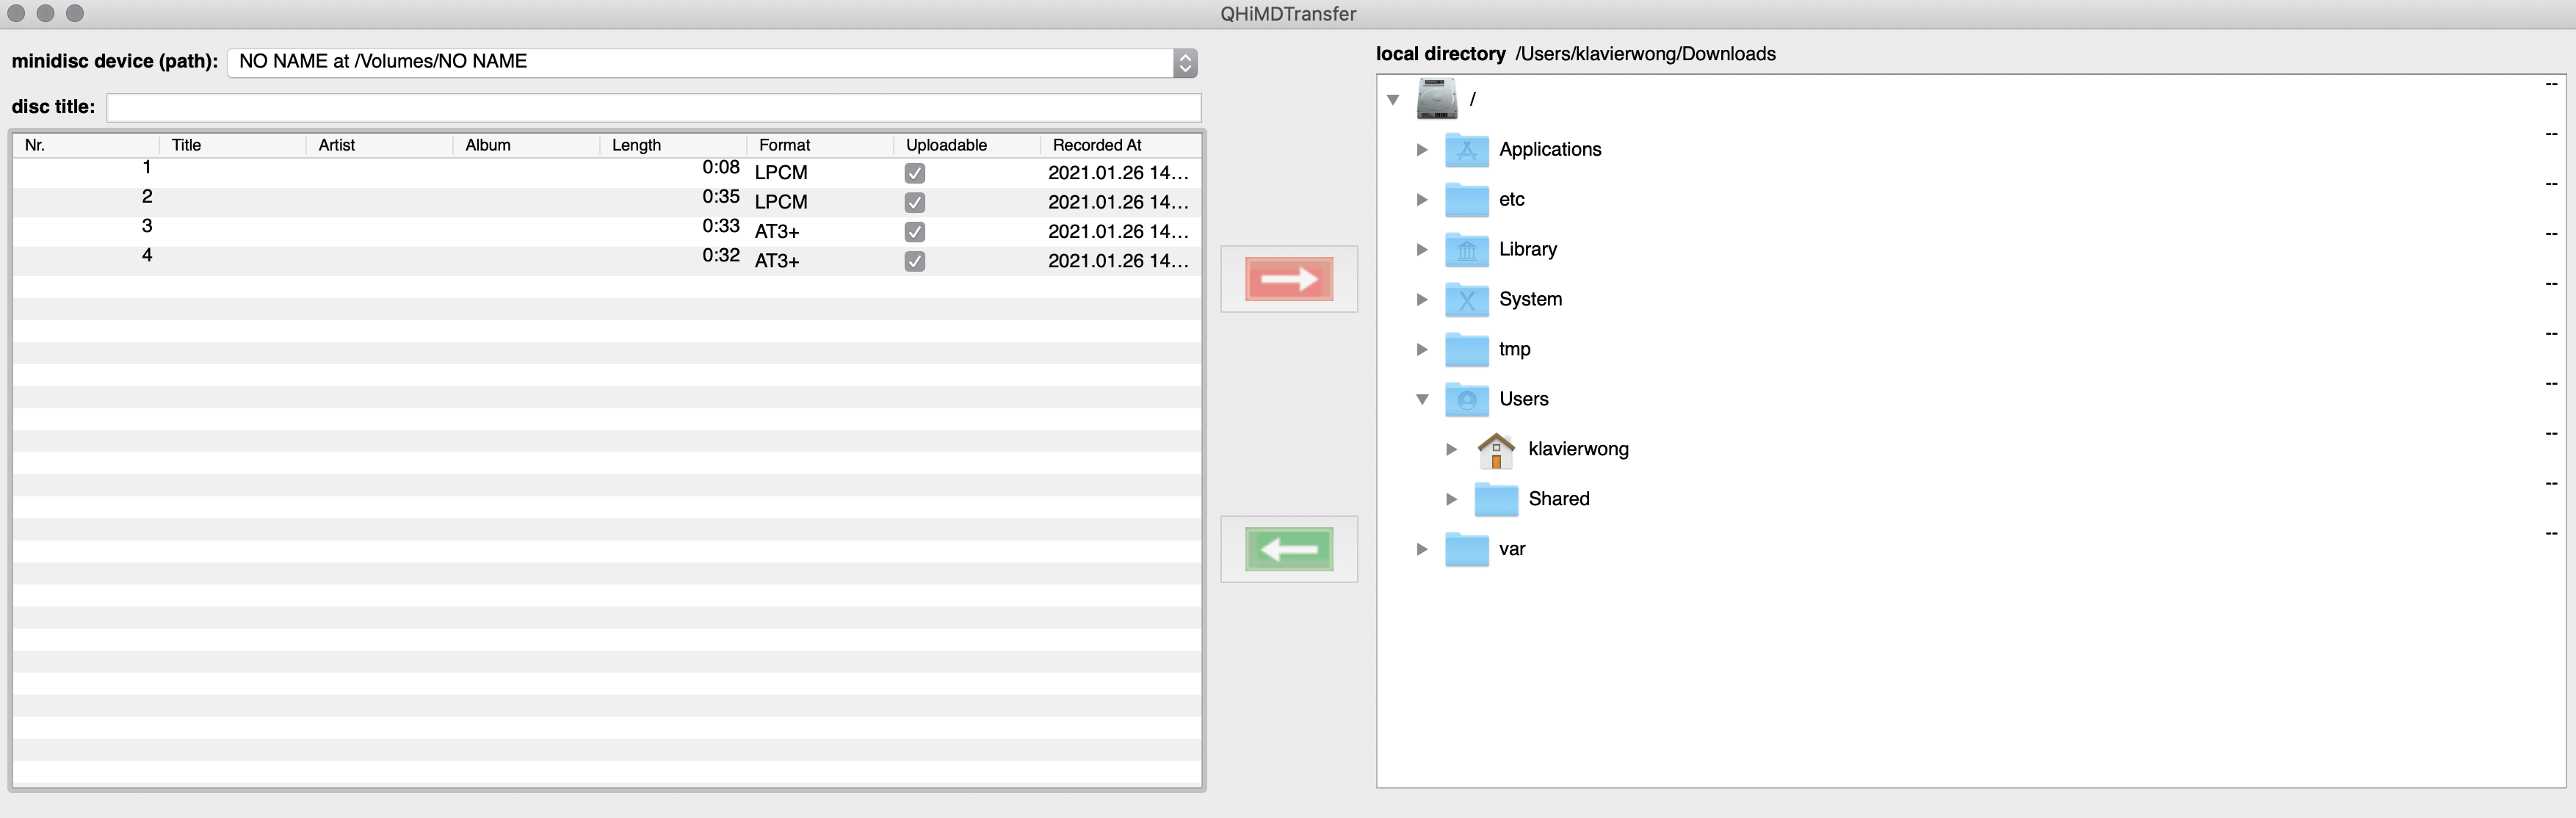 QHiMDTransfer
minidisc device (path): NO NAME at /Volumes/NO NAME
disc title:
Nr. Title Artist Album Length Format Uploadable Recorded At
1 0:08 LPCM 2021.01.26 14...
2 0:35 LPCM 2021.01.26 14...
3 0:33 AT3+ 2021.01.26 14...
4 0:32 AT3+ 2021.01.26 14...
local directory /Users/klavierwong/Downloads
/ --
Applications --
etc --
Library --
System --
tmp --
Users --
klavierwong --
Shared --
var --